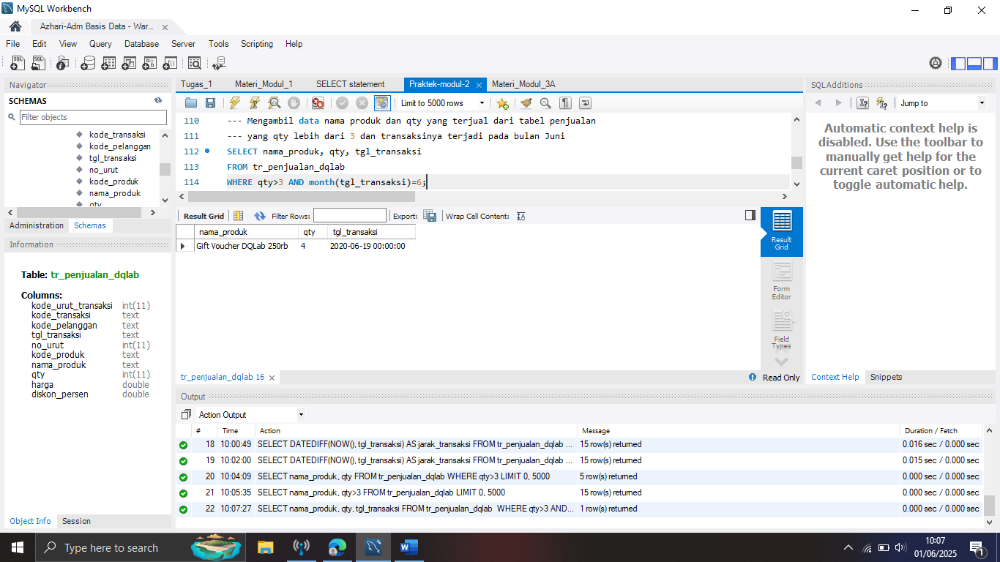 MySQL Workbench
Azhari-Adm Basis Data - War...
File Edit View Query Database Server Tools Scripting Help
Navigator
SCHEMAS
Filter objects
kode_transaksi
kode_pelanggan
tgl_transaksi
no_urut
kode_produk
nama_produk
qty
Administration Schemas
Information
Table: tr_penjualan_dqlab
Columns:
kode_urut_transaksi int(11)
kode_transaksi text
kode_pelanggan text
tgl_transaksi text
no_urut int(11)
kode_produk text
nama_produk text
qty int(11)
harga double
diskon_persen double
Object Info Session
Tugas_1 Materi_Modul_1 SELECT statement Praktek-modul-2 Materi_Modul_3A
Limit to 5000 rows
110 --- Mengambil data nama produk dan qty yang terjual dari tabel penjualan
111 --- yang qty lebih dari 3 dan transaksinya terjadi pada bulan Juni
112 SELECT nama_produk, qty, tgl_transaksi
113 FROM tr_penjualan_dqlab
114 WHERE qty>3 AND month(tgl_transaksi)=6;
Result Grid Filter Rows: Export: Wrap Cell Content:
nama_produk qty tgl_transaksi
Gift Voucher DQLab 250rb 4 2020-06-19 00:00:00
Result
Grid
Form
Editor
Field
Types
tr_penjualan_dqlab 16
Read Only
SQLAdditions
Jump to
Automatic context help is
disabled. Use the toolbar to
manually get help for the
current caret position or to
toggle automatic help.
Context Help Snippets
Output
Action Output
# Time Action Message Duration / Fetch
18 10:00:49 SELECT DATEDIFF(NOW(), tgl_transaksi) AS jarak_transaksi FROM tr_penjualan_dqlab ... 15 row(s) returned 0.016 sec / 0.000 sec
19 10:02:00 SELECT DATEDIFF(NOW(), tgl_transaksi) AS jarak_transaksi FROM tr_penjualan_dqlab ... 15 row(s) returned 0.015 sec / 0.000 sec
20 10:04:09 SELECT nama_produk, qty FROM tr_penjualan_dqlab WHERE qty>3 LIMIT 0, 5000 5 row(s) returned 0.000 sec / 0.000 sec
21 10:05:35 SELECT nama_produk, qty>3 FROM tr_penjualan_dqlab LIMIT 0, 5000 15 row(s) returned 0.000 sec / 0.000 sec
22 10:07:27 SELECT nama_produk, qty, tgl_transaksi FROM tr_penjualan_dqlab WHERE qty>3 AND... 1 row(s) returned 0.000 sec / 0.000 sec
Type here to search
10:07
01/06/2025
1